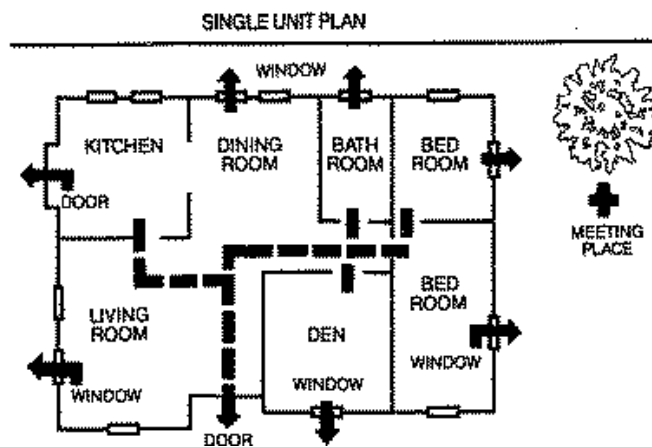 SINGLE UNIT PLAN
WINDOW
KITCHEN
DINING
ROOM
BATH
ROOM
BED
ROOM
DOOR
MEETING
PLACE
LIVING
ROOM
DEN
BED
ROOM
WINDOW
WINDOW
WINDOW
DOOR